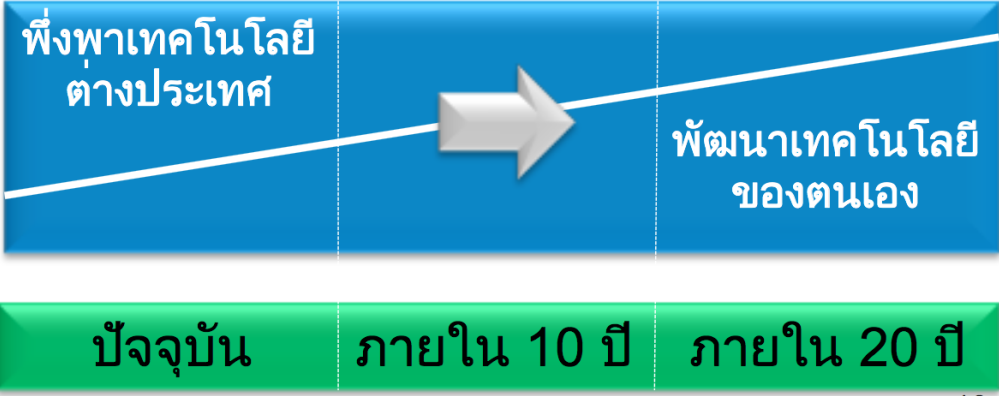 พึ่งพาเทคโนโลยี
ต่างประเทศ
พัฒนาเทคโนโลยี
ของตนเอง
ปัจจุบัน
ภายใน 10 ปี
ภายใน 20 ปี